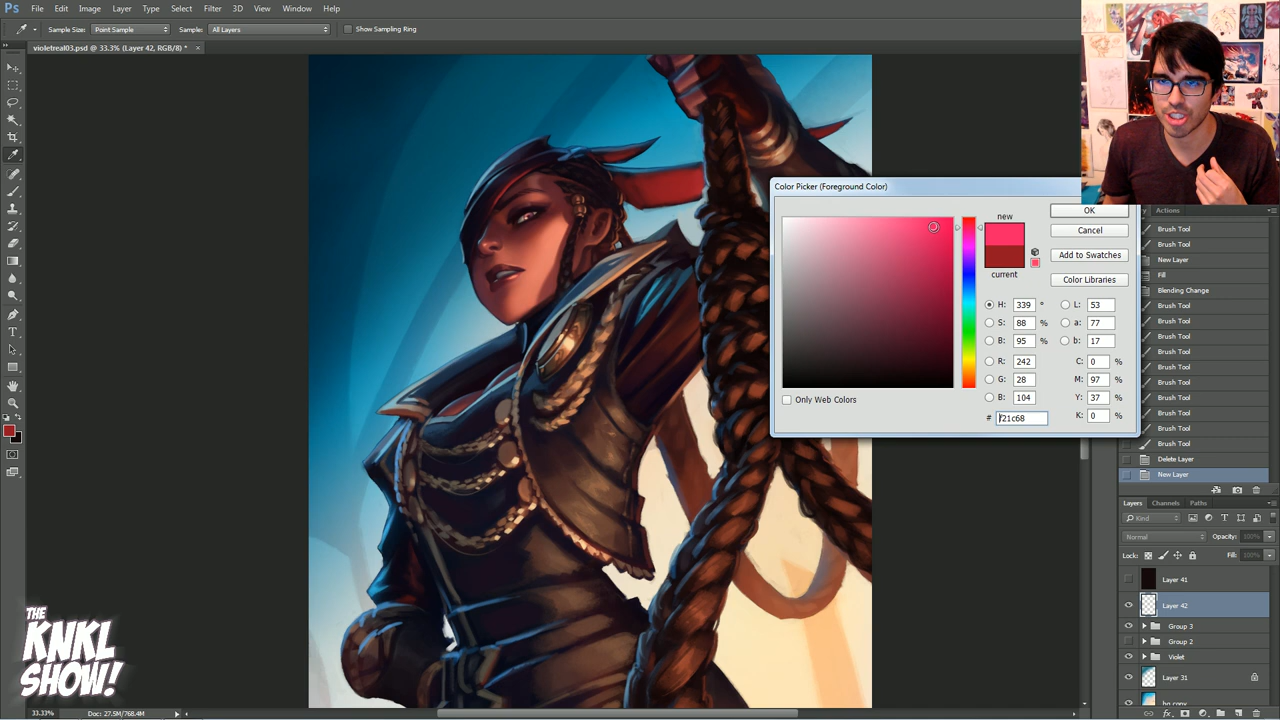 Ps File Edit Image Layer Type Select Filter 3D View Window Help
Sample Size: Point Sample Sample: All Layers Show Sampling Ring
violetreal03.psd @ 33.3% (Layer 42, RGB/8) * ×
Color Picker (Foreground Color)
new
current
OK
Cancel
Add to Swatches
Color Libraries
H: 339 ° L: 53
S: 88 % a: 77
B: 95 % b: 17
R: 242 C: 0 %
G: 28 M: 97 %
B: 104 Y: 37 %
# f21c68 K: 0 %
Only Web Colors
Actions
Brush Tool
Brush Tool
New Layer
Fill
Blending Change
Brush Tool
Brush Tool
Brush Tool
Brush Tool
Brush Tool
Brush Tool
Brush Tool
Brush Tool
Brush Tool
Brush Tool
Delete Layer
New Layer
Layers Channels Paths
Kind
Normal Opacity: 100%
Lock: Fill: 100%
Layer 41
Layer 42
Group 3
Group 2
Violet
Layer 31
bg copy
THE
KNKL
SHOW!
33.33% Doc: 27.5M/768.4M